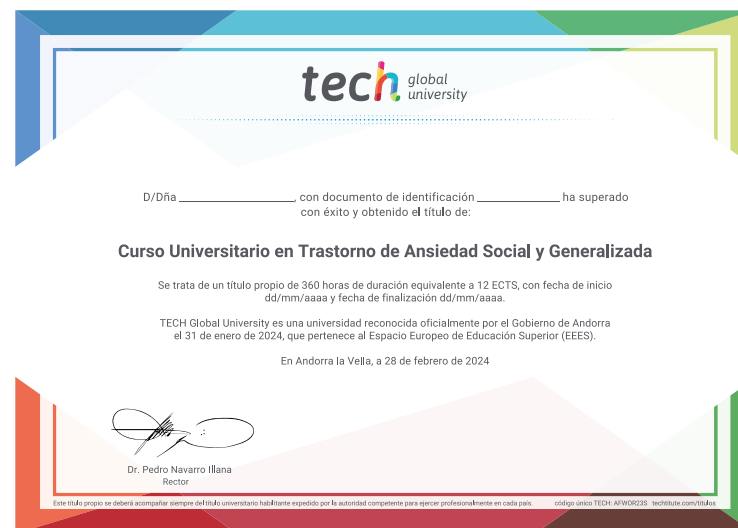 tech global university
D/Dña ______________, con documento de identificación ______________ ha superado
con éxito y obtenido el título de:
Curso Universitario en Trastorno de Ansiedad Social y Generalizada
Se trata de un título propio de 360 horas de duración equivalente a 12 ECTS, con fecha de inicio
dd/mm/aaaa y fecha de finalización dd/mm/aaaa.
TECH Global University es una universidad reconocida oficialmente por el Gobierno de Andorra
el 31 de enero de 2024, que pertenece al Espacio Europeo de Educación Superior (EEES).
En Andorra la Vella, a 28 de febrero de 2024
Dr. Pedro Navarro Illana
Rector
Este título propio se deberá acompañar siempre del título universitario habilitante expedido por la autoridad competente para ejercer profesionalmente en cada país. código único TECH: AFWOR23S techtitute.com/titulos